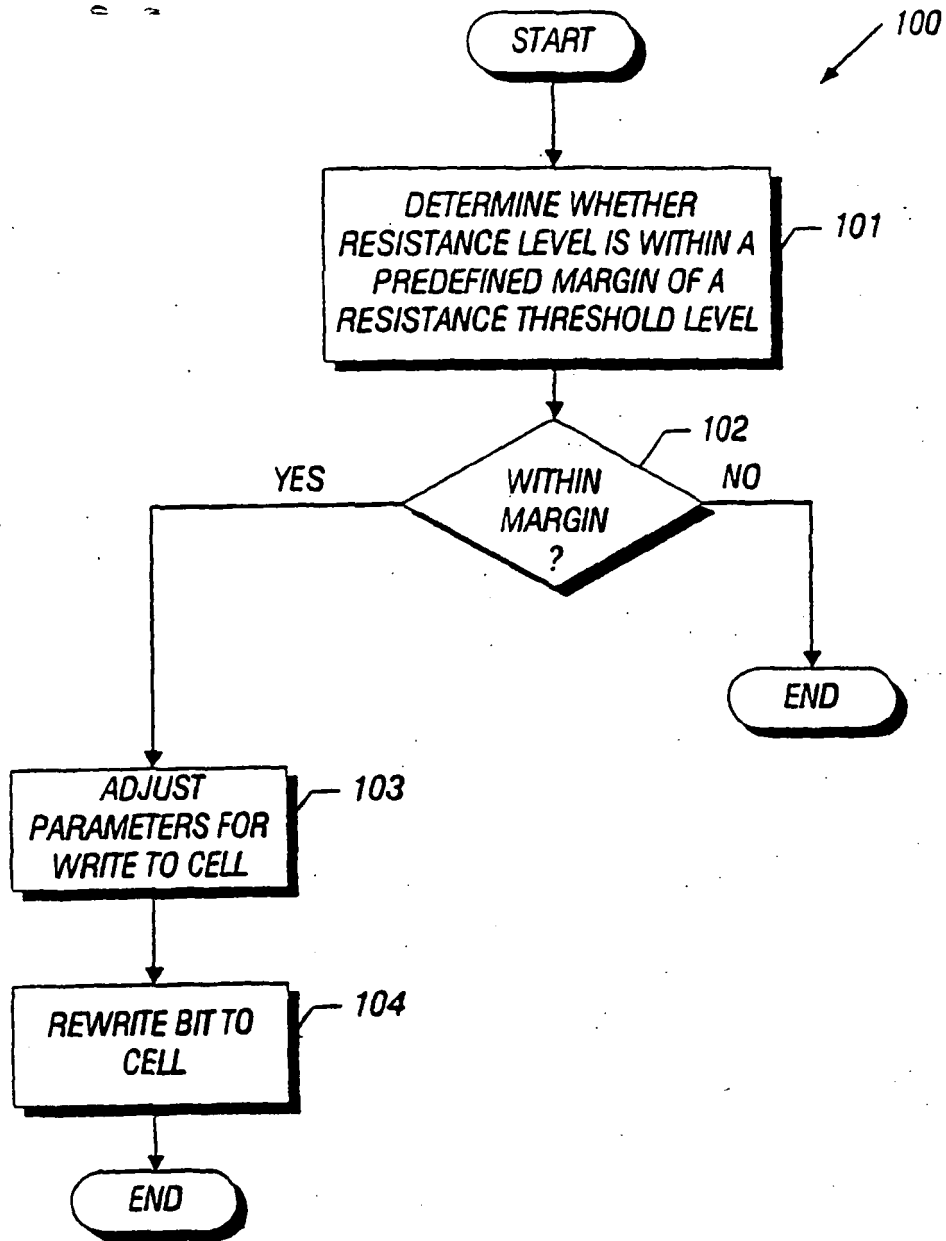 START
100
DETERMINE WHETHER
RESISTANCE LEVEL IS WITHIN A
PREDEFINED MARGIN OF A
RESISTANCE THRESHOLD LEVEL
101
102
YES
WITHIN
MARGIN
?
NO
END
ADJUST
PARAMETERS FOR
WRITE TO CELL
103
REWRITE BIT TO
CELL
104
END